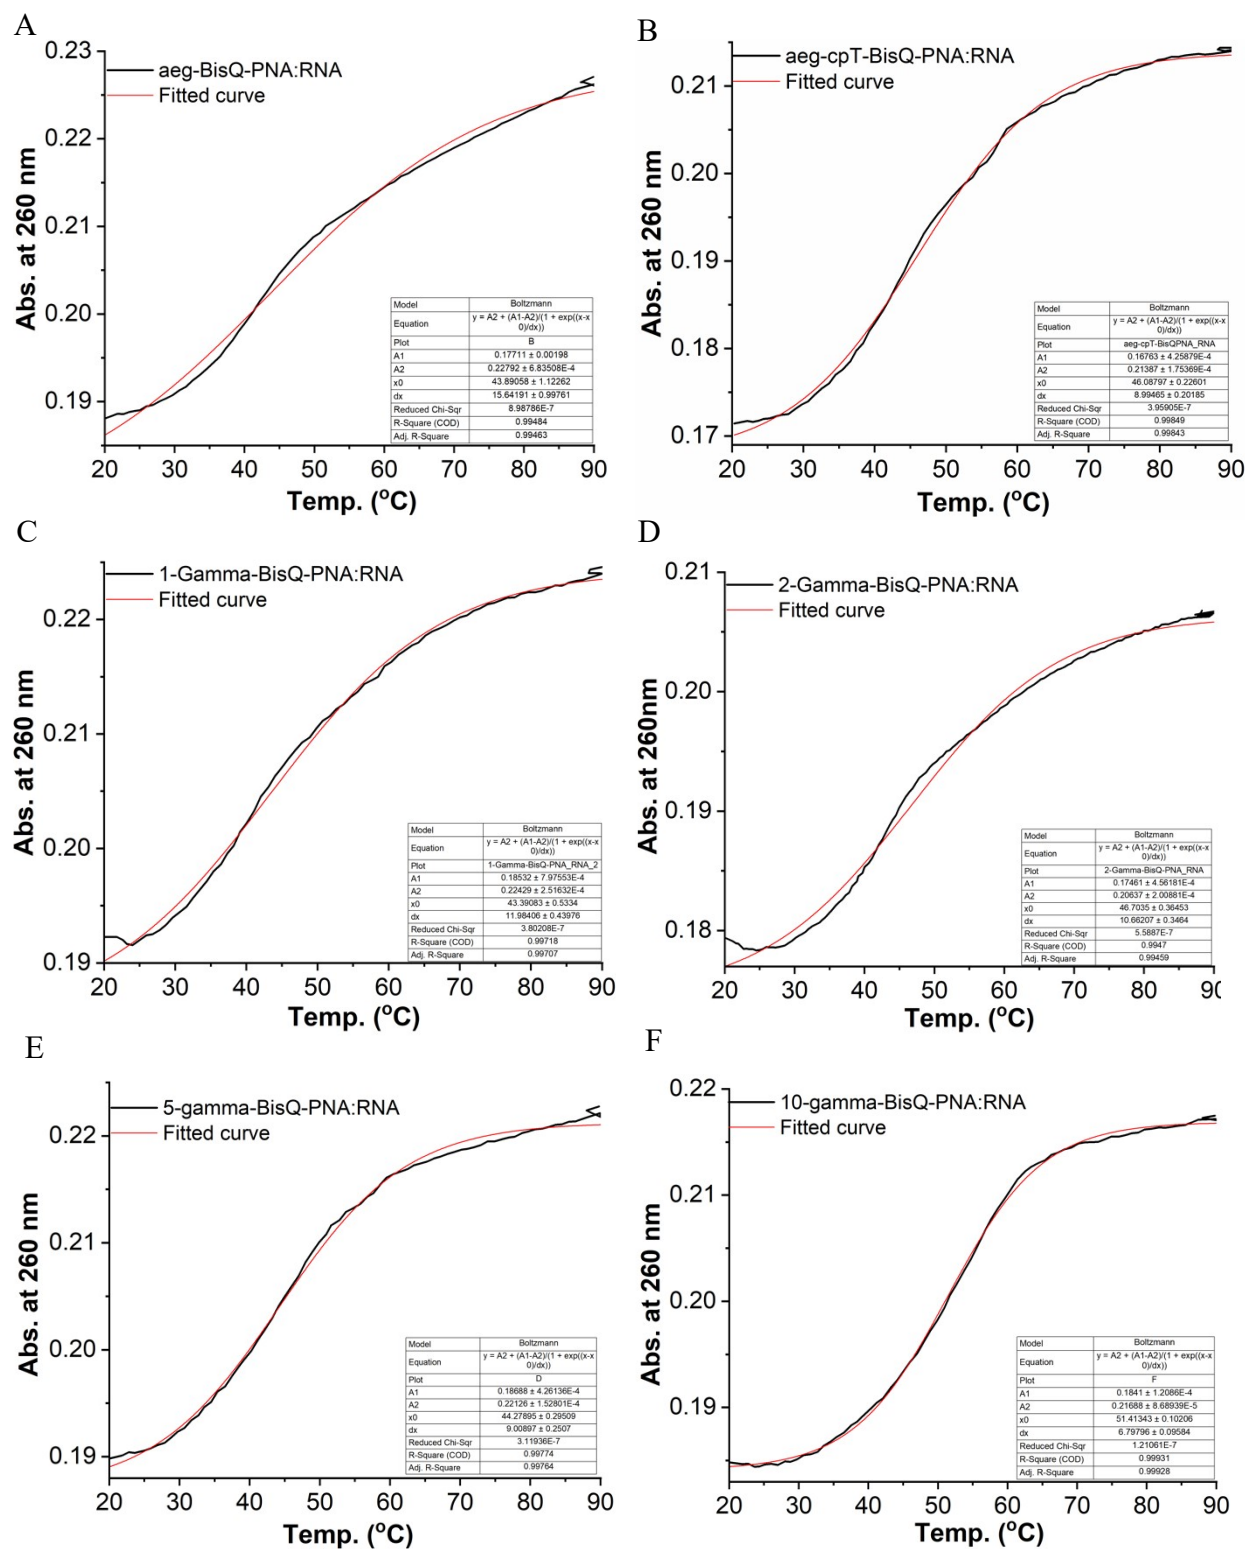 A
aeg-BisQ-PNA:RNA
Fitted curve
Abs. at 260 nm
0.23
0.22
0.21
0.20
0.19
20 30 40 50 60 70 80 90
Temp. (°C)
Model Boltzmann
Equation y = A2 + (A1-A2)/(1 + exp((x-x
0)/dx))
Plot B
A1 0.17711 ± 0.00198
A2 0.22792 ± 6.83508E-4
x0 43.89058 ± 1.12262
dx 15.64191 ± 0.99761
Reduced Chi-Sqr 8.98786E-7
R-Square (COD) 0.99484
Adj. R-Square 0.99463
B
aeg-cpT-BisQ-PNA:RNA
Fitted curve
Abs. at 260 nm
0.21
0.20
0.19
0.18
0.17
20 30 40 50 60 70 80 90
Temp. (°C)
Model Boltzmann
Equation y = A2 + (A1-A2)/(1 + exp((x-x
0)/dx))
Plot aeg-cpT-BisQPNA_RNA
A1 0.16763 ± 4.25879E-4
A2 0.21387 ± 1.75369E-4
x0 46.08797 ± 0.22601
dx 8.99465 ± 0.20185
Reduced Chi-Sqr 3.95905E-7
R-Square (COD) 0.99849
Adj. R-Square 0.99843
C
1-Gamma-BisQ-PNA:RNA
Fitted curve
Abs. at 260 nm
0.22
0.21
0.20
0.19
20 30 40 50 60 70 80 90
Temp. (°C)
Model Boltzmann
Equation y = A2 + (A1-A2)/(1 + exp((x-x
0)/dx))
Plot 1-Gamma-BisQ-PNA_RNA_2
A1 0.18532 ± 7.97553E-4
A2 0.22429 ± 2.51632E-4
x0 43.39083 ± 0.5334
dx 11.98406 ± 0.43976
Reduced Chi-Sqr 3.80208E-7
R-Square (COD) 0.99718
Adj. R-Square 0.99707
D
2-Gamma-BisQ-PNA:RNA
Fitted curve
Abs. at 260nm
0.21
0.20
0.19
0.18
20 30 40 50 60 70 80 90
Temp. (°C)
Model Boltzmann
Equation y = A2 + (A1-A2)/(1 + exp((x-x
0)/dx))
Plot 2-Gamma-BisQ-PNA_RNA
A1 0.17461 ± 4.56181E-4
A2 0.20637 ± 2.00881E-4
x0 46.7035 ± 0.36453
dx 10.66207 ± 0.3464
Reduced Chi-Sqr 5.5887E-7
R-Square (COD) 0.9947
Adj. R-Square 0.99459
E
5-gamma-BisQ-PNA:RNA
Fitted curve
Abs. at 260 nm
0.22
0.21
0.20
0.19
20 30 40 50 60 70 80 90
Temp. (°C)
Model Boltzmann
Equation y = A2 + (A1-A2)/(1 + exp((x-x
0)/dx))
Plot D
A1 0.18688 ± 4.26136E-4
A2 0.22126 ± 1.52801E-4
x0 44.27895 ± 0.29509
dx 9.00897 ± 0.2507
Reduced Chi-Sqr 3.11936E-7
R-Square (COD) 0.99774
Adj. R-Square 0.99764
F
10-gamma-BisQ-PNA:RNA
Fitted curve
Abs. at 260 nm
0.22
0.21
0.20
0.19
20 30 40 50 60 70 80 90
Temp. (°C)
Model Boltzmann
Equation y = A2 + (A1-A2)/(1 + exp((x-x
0)/dx))
Plot F
A1 0.1841 ± 1.2086E-4
A2 0.21688 ± 8.68939E-5
x0 51.41343 ± 0.10206
dx 6.79796 ± 0.09584
Reduced Chi-Sqr 1.21061E-7
R-Square (COD) 0.99931
Adj. R-Square 0.99928